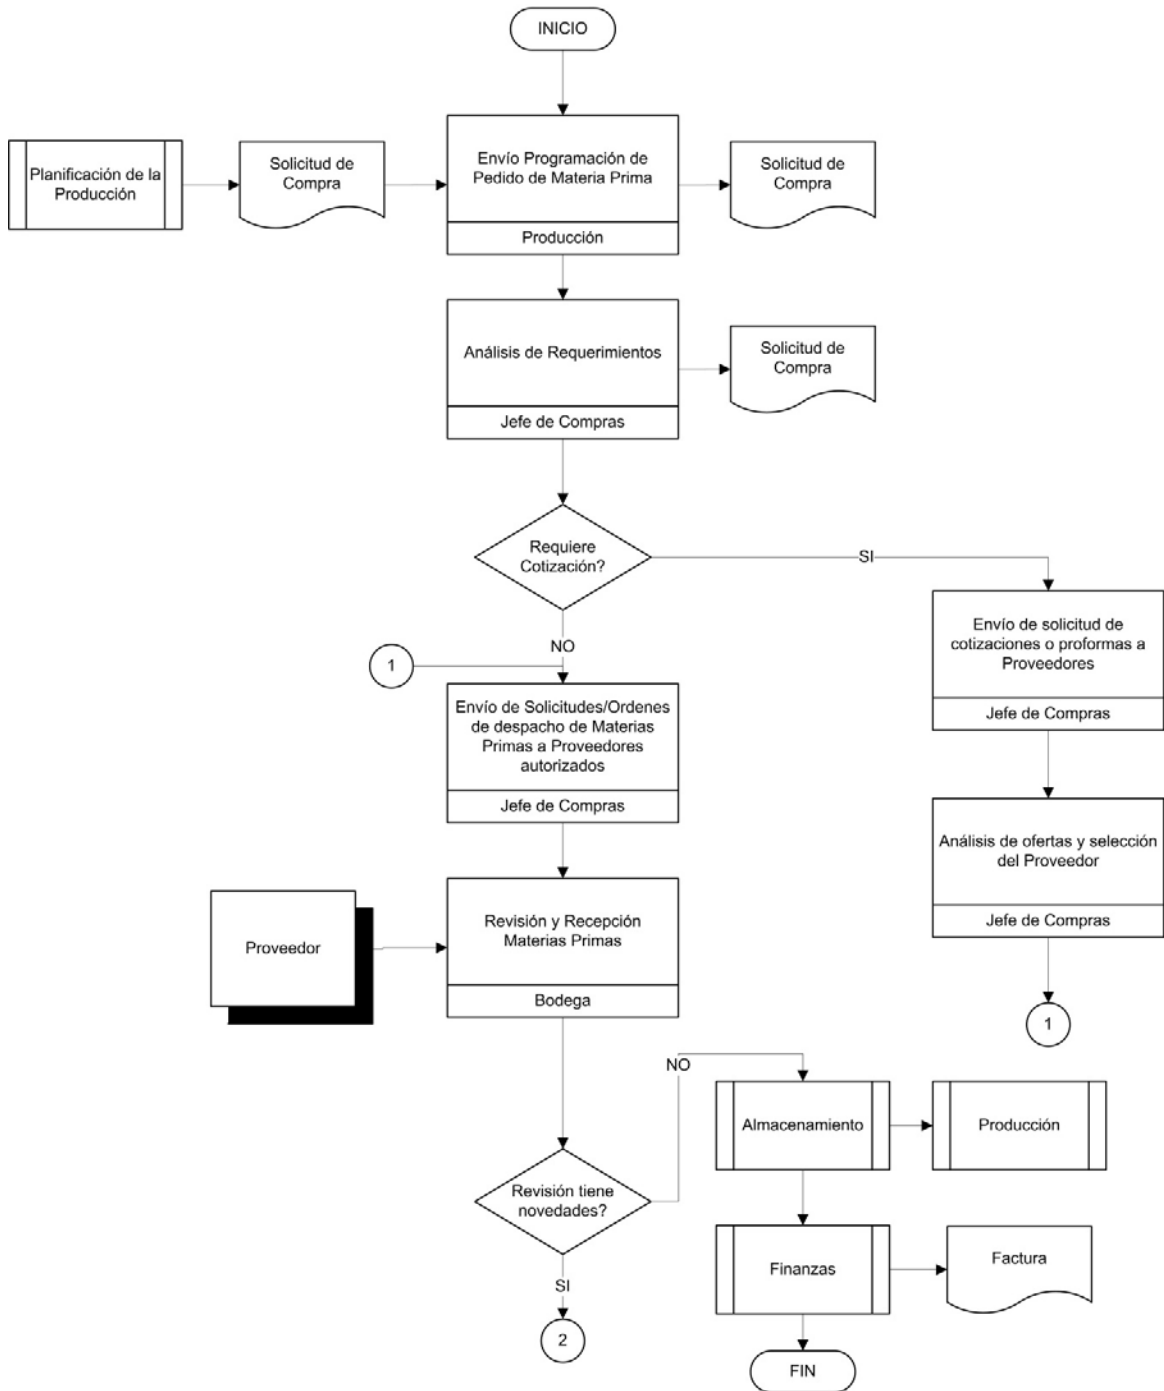 INICIO
Planificación de la
Producción
Solicitud de
Compra
Envío Programación de
Pedido de Materia Prima
Producción
Solicitud de
Compra
Análisis de Requerimientos
Jefe de Compras
Solicitud de
Compra
Requiere
Cotización?
SI
NO
1
Envío de solicitud de
cotizaciones o proformas a
Proveedores
Jefe de Compras
Envío de Solicitudes/Ordenes
de despacho de Materias
Primas a Proveedores
autorizados
Jefe de Compras
Análisis de ofertas y selección
del Proveedor
Jefe de Compras
1
Proveedor
Revisión y Recepción
Materias Primas
Bodega
NO
Almacenamiento
Producción
Revisión tiene
novedades?
SI
2
Finanzas
Factura
FIN